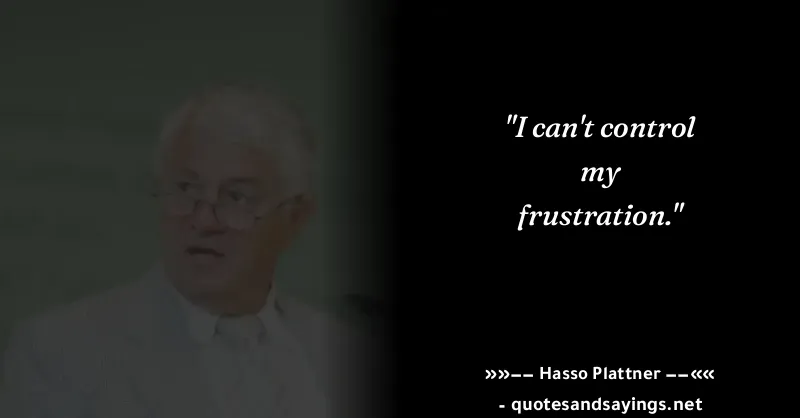 "I can't control
my
frustration."
»»–– Hasso Plattner ––««
- quotesandsayings.net